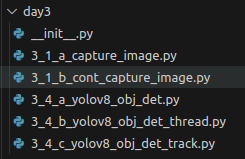 day3
__init__.py
3_1_a_capture_image.py
3_1_b_cont_capture_image.py
3_4_a_yolov8_obj_det.py
3_4_b_yolov8_obj_det_thread.py
3_4_c_yolov8_obj_det_track.py